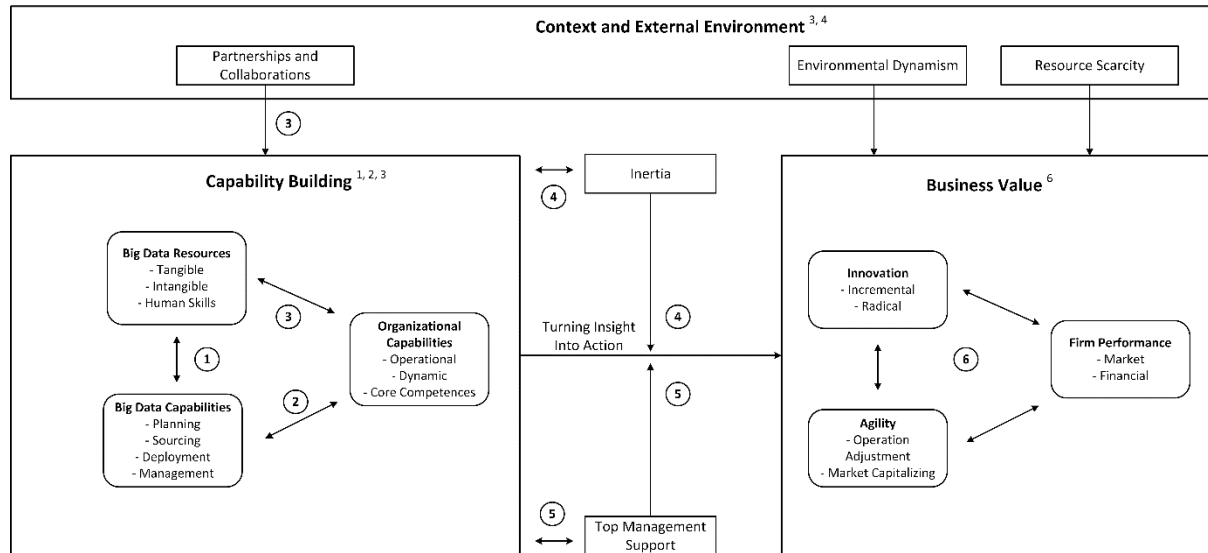 Context and External Environment 3, 4
Partnerships and
Collaborations
Environmental Dynamism
Resource Scarcity
3
Capability Building 1, 2, 3
Big Data Resources
- Tangible
- Intangible
- Human Skills
3
1
Organizational
Capabilities
- Operational
- Dynamic
- Core Competences
2
Big Data Capabilities
- Planning
- Sourcing
- Deployment
- Management
4
Inertia
4
Turning Insight
Into Action
5
5
Top Management
Support
Business Value 6
Innovation
- Incremental
- Radical
6
Firm Performance
- Market
- Financial
Agility
- Operation
Adjustment
- Market Capitalizing